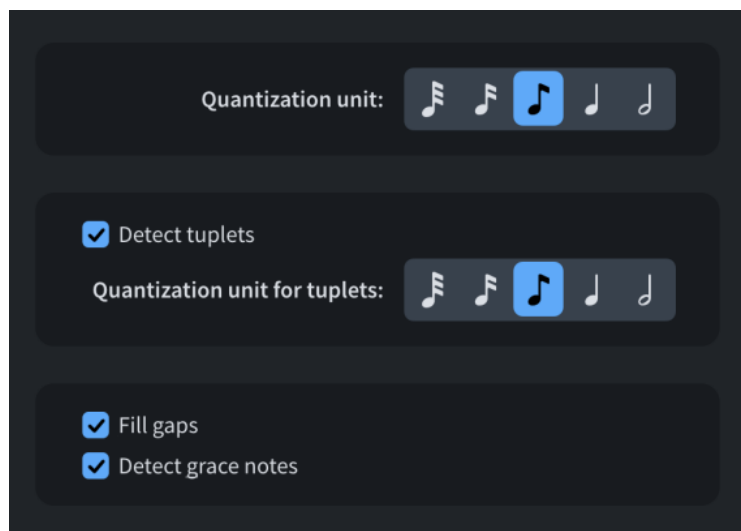 Quantization unit:
Detect tuplets
Quantization unit for tuplets:
Fill gaps
Detect grace notes